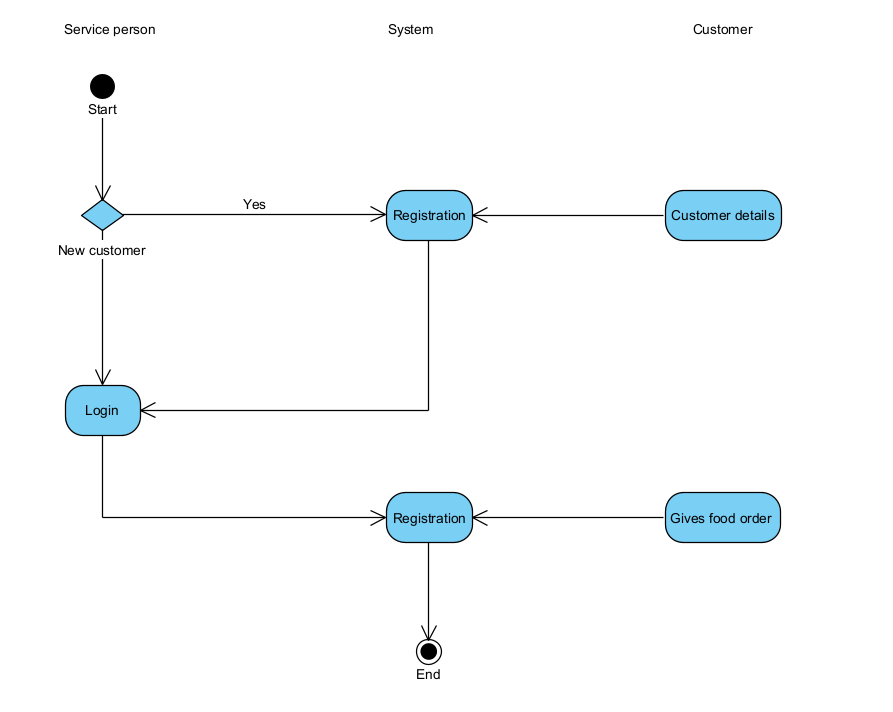 Service person
System
Customer
Start
Yes
Registration
Customer details
New customer
Login
Registration
Gives food order
End